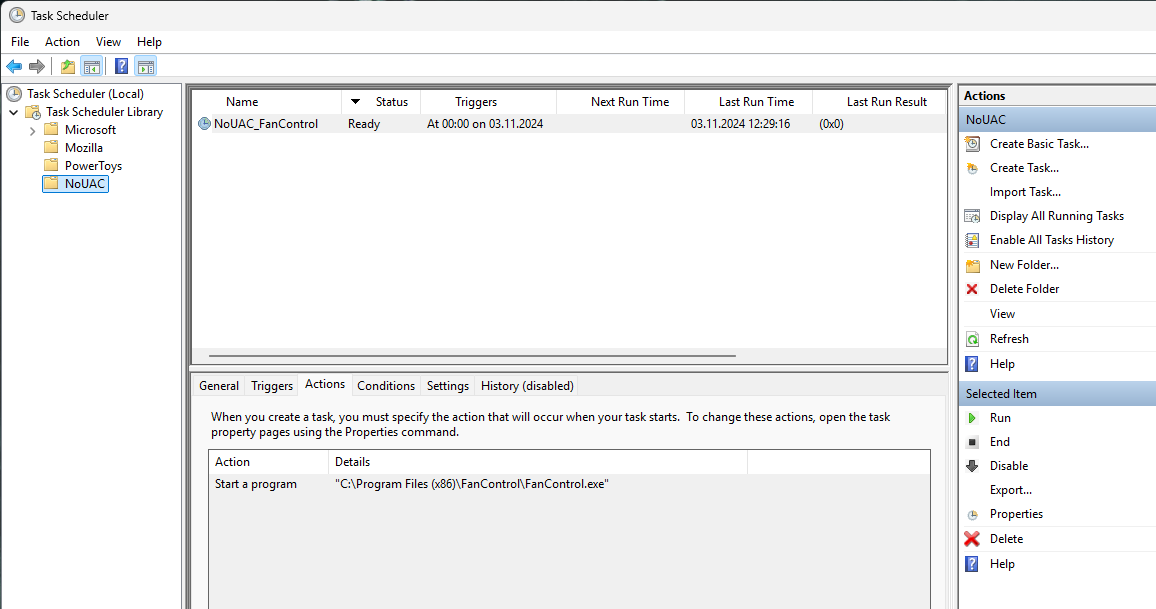 Task Scheduler
File Action View Help
Task Scheduler (Local)
Task Scheduler Library
Microsoft
Mozilla
PowerToys
NoUAC
Name Status Triggers Next Run Time Last Run Time Last Run Result
NoUAC_FanControl Ready At 00:00 on 03.11.2024 03.11.2024 12:29:16 (0x0)
General Triggers Actions Conditions Settings History (disabled)
When you create a task, you must specify the action that will occur when your task starts. To change these actions, open the task
property pages using the Properties command.
Action Details
Start a program "C:\Program Files (x86)\FanControl\FanControl.exe"
Actions
NoUAC
Create Basic Task...
Create Task...
Import Task...
Display All Running Tasks
Enable All Tasks History
New Folder...
Delete Folder
View
Refresh
Help
Selected Item
Run
End
Disable
Export...
Properties
Delete
Help